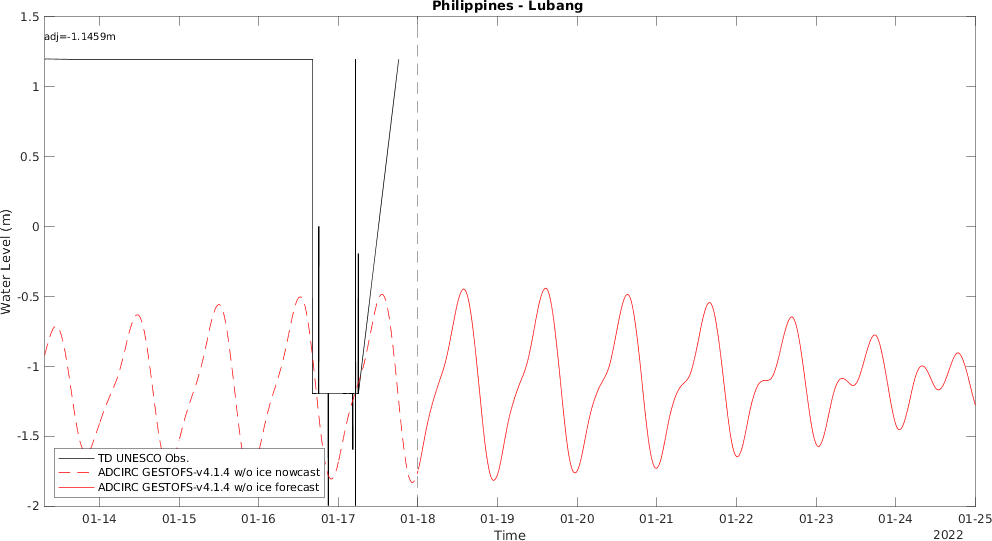 Philippines - Lubang
adj=-1.1459m
Water Level (m)
1.5
1
0.5
0
-0.5
-1
-1.5
-2
TD UNESCO Obs.
ADCIRC GESTOFS-v4.1.4 w/o ice nowcast
ADCIRC GESTOFS-v4.1.4 w/o ice forecast
01-14 01-15 01-16 01-17 01-18 01-19 01-20 01-21 01-22 01-23 01-24 01-25
2022
Time